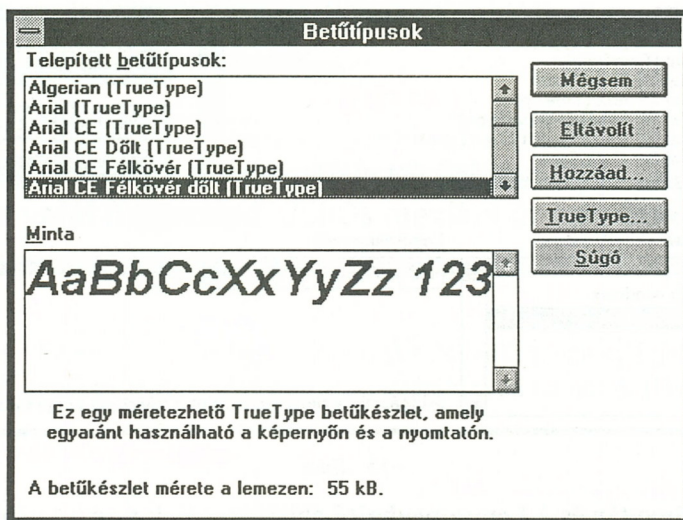 Betűtípusok
Telepített betűtípusok:
Algerian (TrueType)
Arial (TrueType)
Arial CE (TrueType)
Arial CE Dőlt (TrueType)
Arial CE Félkövér (TrueType)
Arial CE Félkövér dőlt (TrueType)
Mégsem
Eltávolít
Hozzáad...
TrueType...
Súgó
Minta
AaBbCcXxYyZz 123
Ez egy méretezhető TrueType betűkészlet, amely
egyaránt használható a képernyőn és a nyomtatón.
A betűkészlet mérete a lemezen: 55 kB.